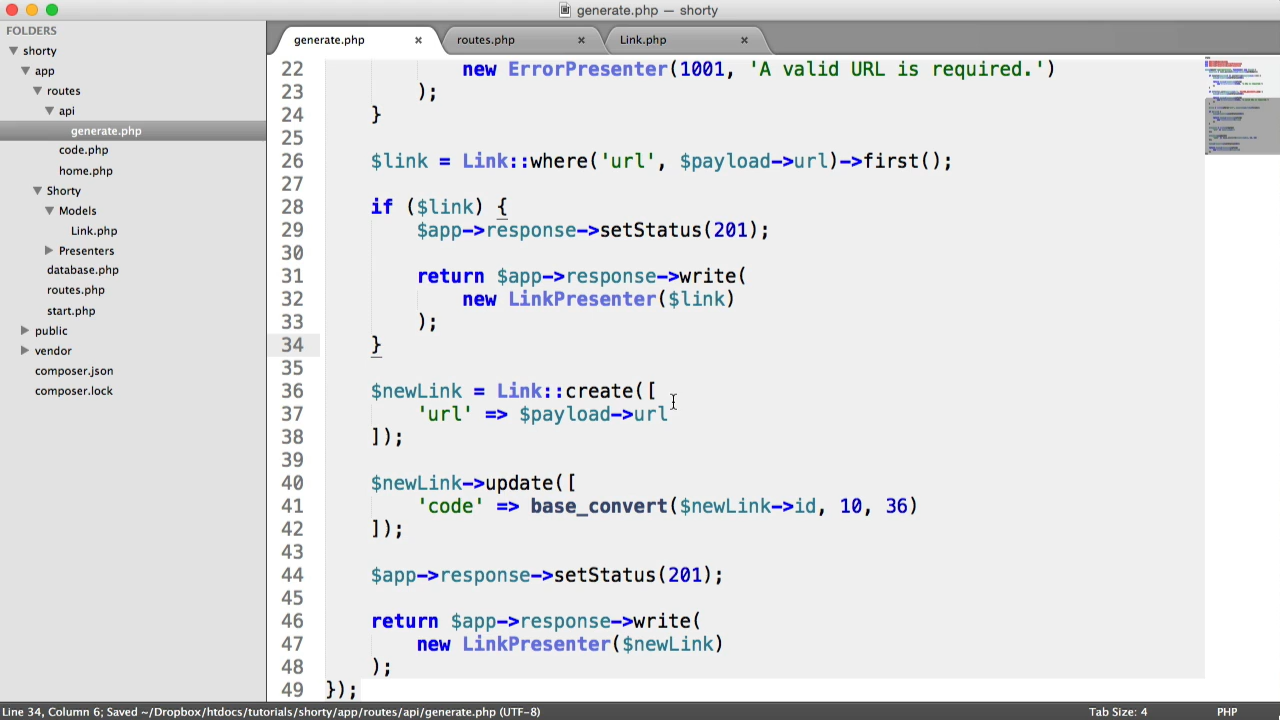 generate.php — shorty
FOLDERS
shorty
app
routes
api
generate.php
code.php
home.php
Shorty
Models
Link.php
Presenters
database.php
routes.php
start.php
public
vendor
composer.json
composer.lock
generate.php × routes.php × Link.php ×
22 new ErrorPresenter(1001, 'A valid URL is required.')
23 );
24 }
25
26 $link = Link::where('url', $payload->url)->first();
27
28 if ($link) {
29 $app->response->setStatus(201);
30
31 return $app->response->write(
32 new LinkPresenter($link)
33 );
34 }
35
36 $newLink = Link::create([
37 'url' => $payload->url
38 ]);
39
40 $newLink->update([
41 'code' => base_convert($newLink->id, 10, 36)
42 ]);
43
44 $app->response->setStatus(201);
45
46 return $app->response->write(
47 new LinkPresenter($newLink)
48 );
49 });
Line 34, Column 6; Saved ~/Dropbox/htdocs/tutorials/shorty/app/routes/api/generate.php (UTF-8) Tab Size: 4 PHP